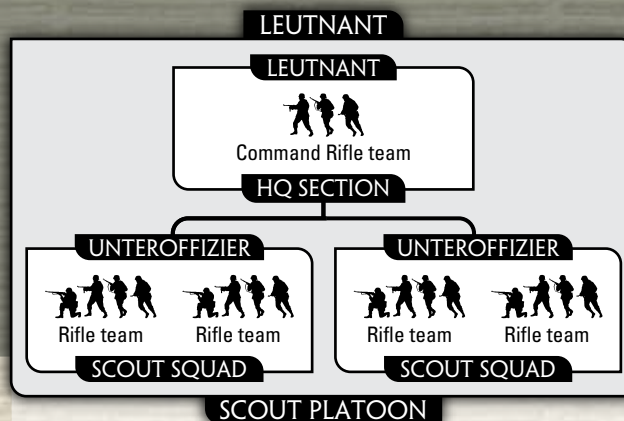 LEUTNANT
LEUTNANT
Command Rifle team
HQ SECTION
UNTEROFFIZIER
Rifle team
Rifle team
SCOUT SQUAD
UNTEROFFIZIER
Rifle team
Rifle team
SCOUT SQUAD
SCOUT PLATOON